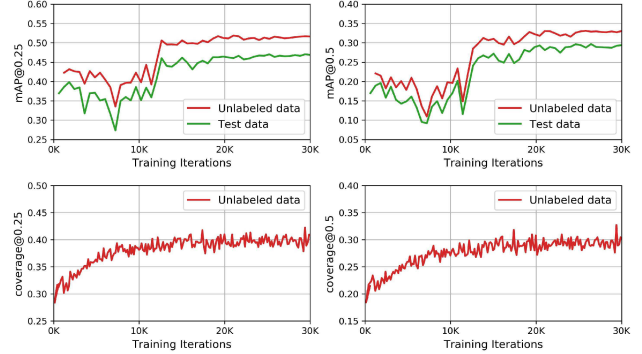 0.60
0.55
0.50
0.45
0.40
0.35
0.30
0.25
mAP@0.25
Unlabeled data
Test data
0K
10K
20K
30K
Training Iterations
0.40
0.35
0.30
0.25
0.20
0.15
0.10
0.05
mAP@0.5
Unlabeled data
Test data
0K
10K
20K
30K
Training Iterations
0.50
0.45
0.40
0.35
0.30
0.25
coverage@0.25
Unlabeled data
0K
10K
20K
30K
Training Iterations
0.40
0.35
0.30
0.25
0.20
0.15
coverage@0.5
Unlabeled data
0K
10K
20K
30K
Training Iterations